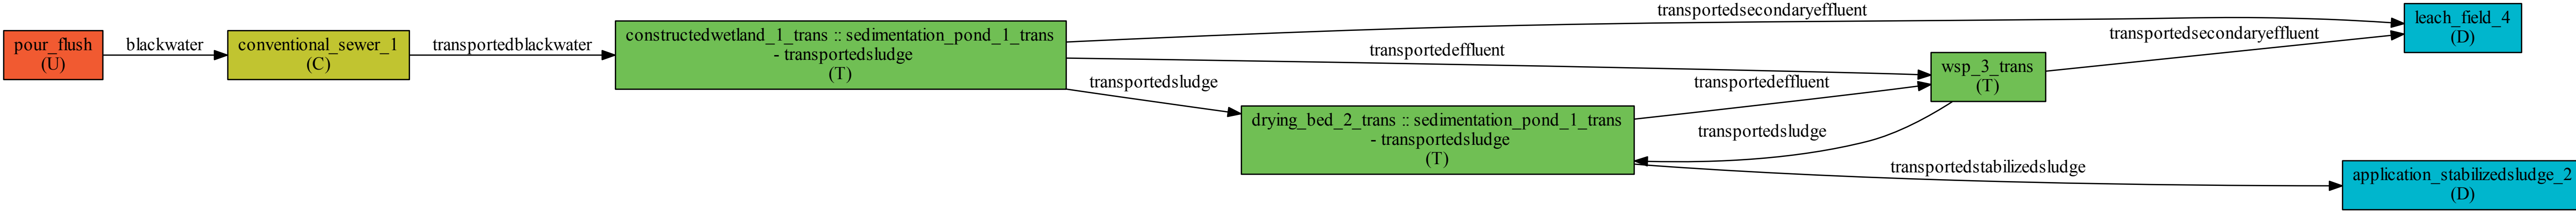 pour_flush
(U)
blackwater
conventional_sewer_1
(C)
transportedblackwater
constructedwetland_1_trans :: sedimentation_pond_1_trans
- transportedsludge
(T)
transportedsecondaryeffluent
transportedeffluent
transportedsludge
drying_bed_2_trans :: sedimentation_pond_1_trans
- transportedsludge
(T)
transportedeffluent
transportedsludge
wsp_3_trans
(T)
transportedsecondaryeffluent
transportedstabilizedsludge
leach_field_4
(D)
application_stabilizedsludge_2
(D)